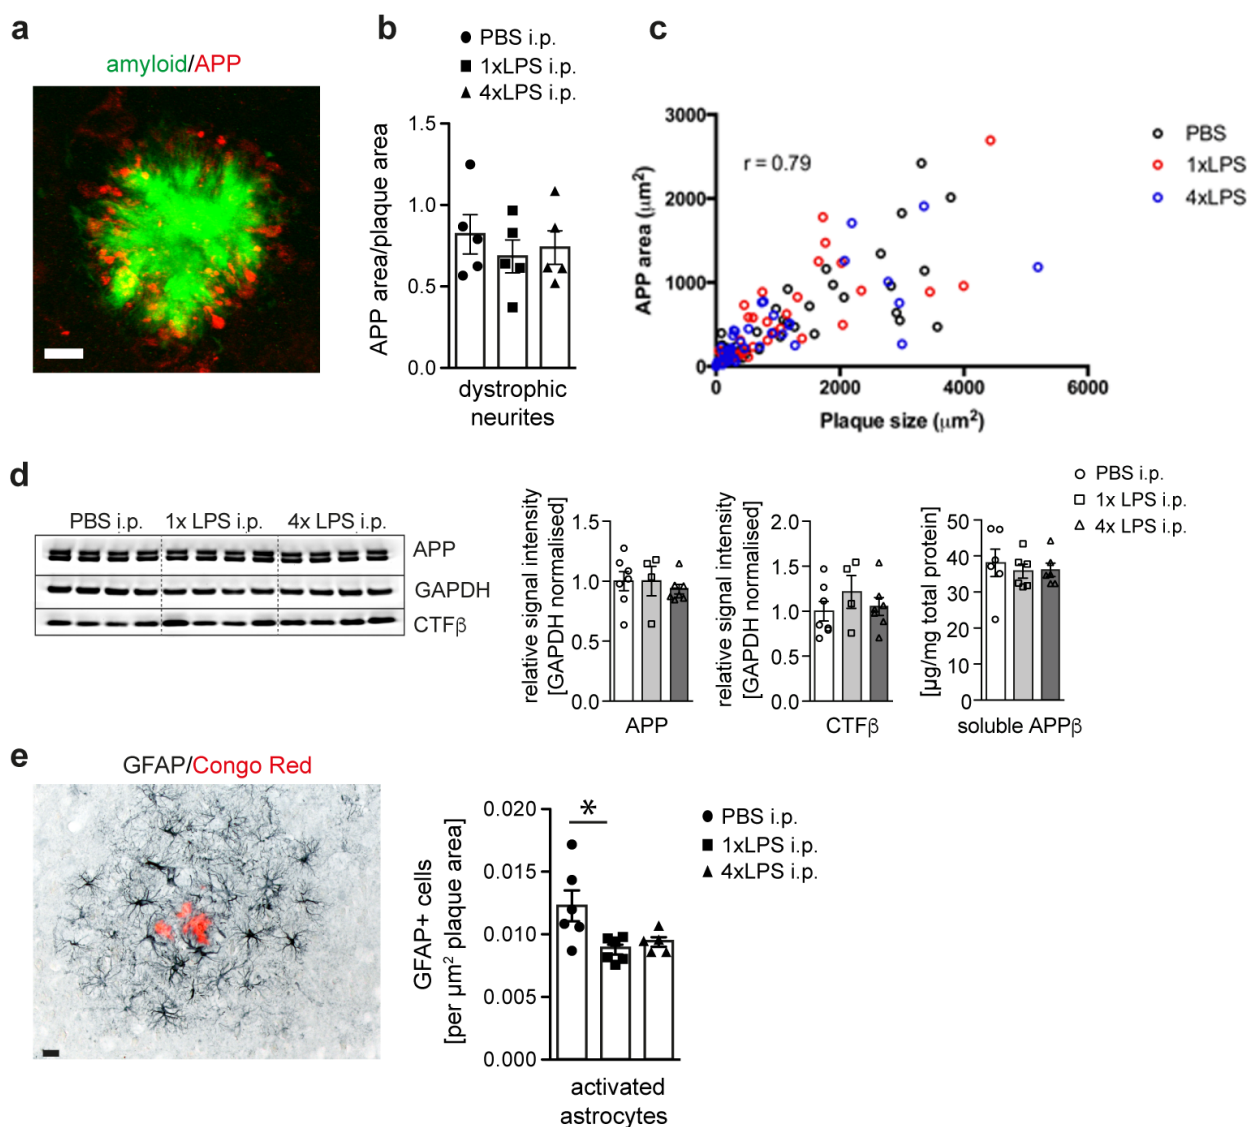 a
amyloid/APP
b
PBS i.p.
1xLPS i.p.
4xLPS i.p.
APP area/plaque area
1.5
1.0
0.5
0.0
dystrophic
neurites
c
APP area (μm²)
3000
2000
1000
0
r = 0.79
0
2000
4000
6000
Plaque size (μm²)
PBS
1xLPS
4xLPS
d
PBS i.p.
1x LPS i.p.
4x LPS i.p.
APP
GAPDH
CTFβ
relative signal intensity
[GAPDH normalised]
1.5
1.0
0.5
0.0
APP
relative signal intensity
[GAPDH normalised]
2.0
1.5
1.0
0.5
0.0
CTFβ
[μg/mg total protein]
50
40
30
20
10
0
soluble APPβ
PBS i.p.
1x LPS i.p.
4x LPS i.p.
e
GFAP/Congo Red
GFAP+ cells
[per μm² plaque area]
0.020
0.015
0.010
0.005
0.000
*
activated
astrocytes
PBS i.p.
1xLPS i.p.
4xLPS i.p.